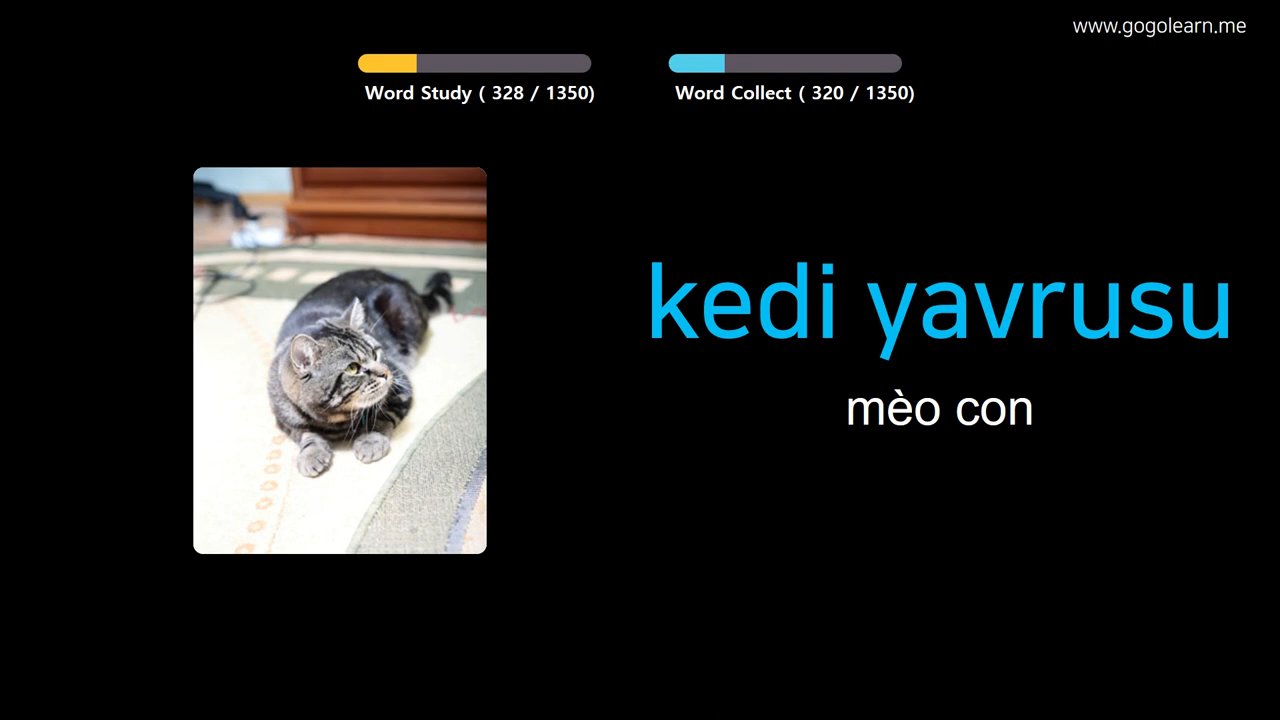 www.gogolearn.me
Word Study ( 328 / 1350)
Word Collect ( 320 / 1350)
kedi yavrusu
mèo con